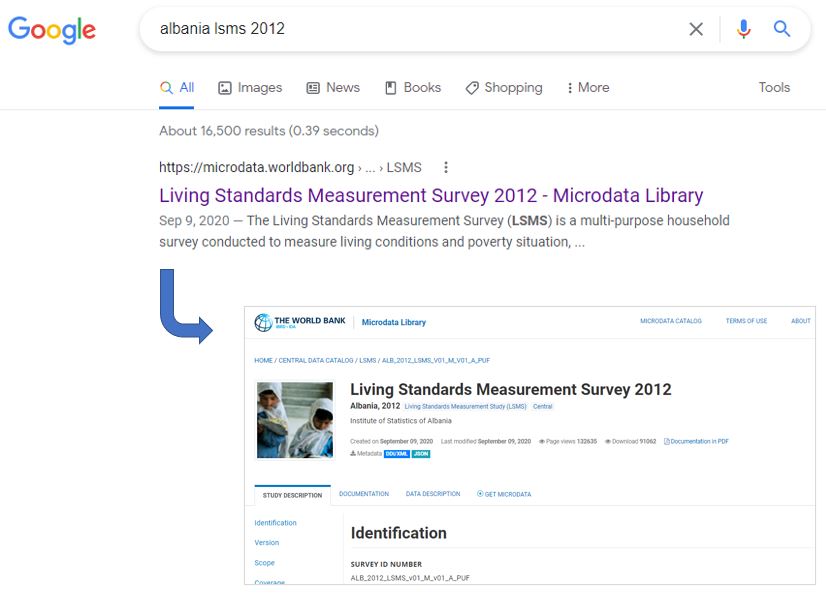 Google
albania lsms 2012
All Images News Books Shopping More Tools
About 16,500 results (0.39 seconds)
https://microdata.worldbank.org › ... › LSMS
Living Standards Measurement Survey 2012 - Microdata Library
Sep 9, 2020 — The Living Standards Measurement Survey (LSMS) is a multi-purpose household
survey conducted to measure living conditions and poverty situation, ...
THE WORLD BANK Microdata Library MICRODATA CATALOG TERMS OF USE ABOUT
IBRD • IDA
HOME / CENTRAL DATA CATALOG / LSMS / ALB_2012_LSMS_V01_M_V01_A_PUF
Living Standards Measurement Survey 2012
Albania, 2012 Living Standards Measurement Study (LSMS) Central
Institute of Statistics of Albania
Created on September 09, 2020 Last modified September 09, 2020 Page views 132635 Download 91062 Documentation in PDF
Metadata DDI/XML JSON
STUDY DESCRIPTION DOCUMENTATION DATA DESCRIPTION GET MICRODATA
Identification
Version
Scope
Coverage
Identification
SURVEY ID NUMBER
ALB_2012_LSMS_v01_M_v01_A_PUF